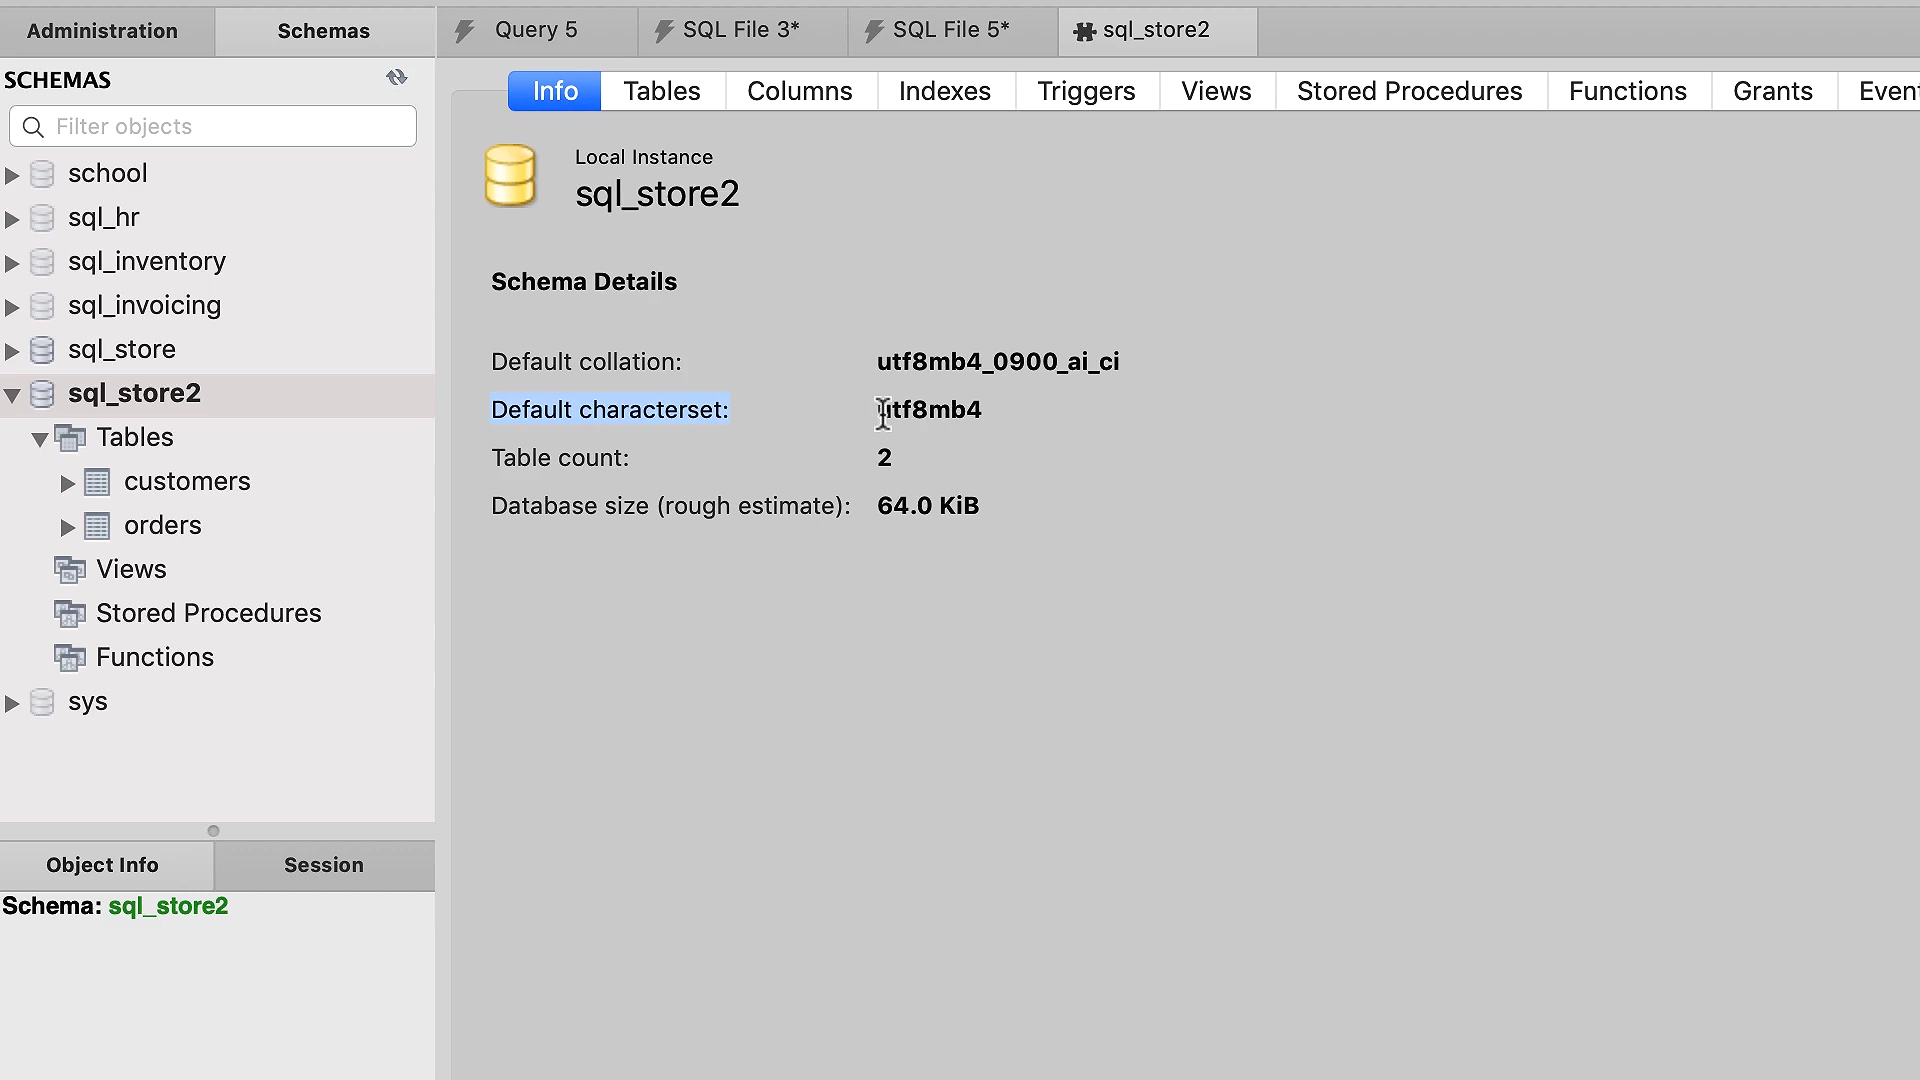 Administration
Schemas
Query 5
SQL File 3*
SQL File 5*
sql_store2
SCHEMAS
Filter objects
school
sql_hr
sql_inventory
sql_invoicing
sql_store
sql_store2
Tables
customers
orders
Views
Stored Procedures
Functions
sys
Object Info
Session
Schema: sql_store2
Info
Tables
Columns
Indexes
Triggers
Views
Stored Procedures
Functions
Grants
Event
Local Instance
sql_store2
Schema Details
Default collation: utf8mb4_0900_ai_ci
Default characterset: utf8mb4
Table count: 2
Database size (rough estimate): 64.0 KiB